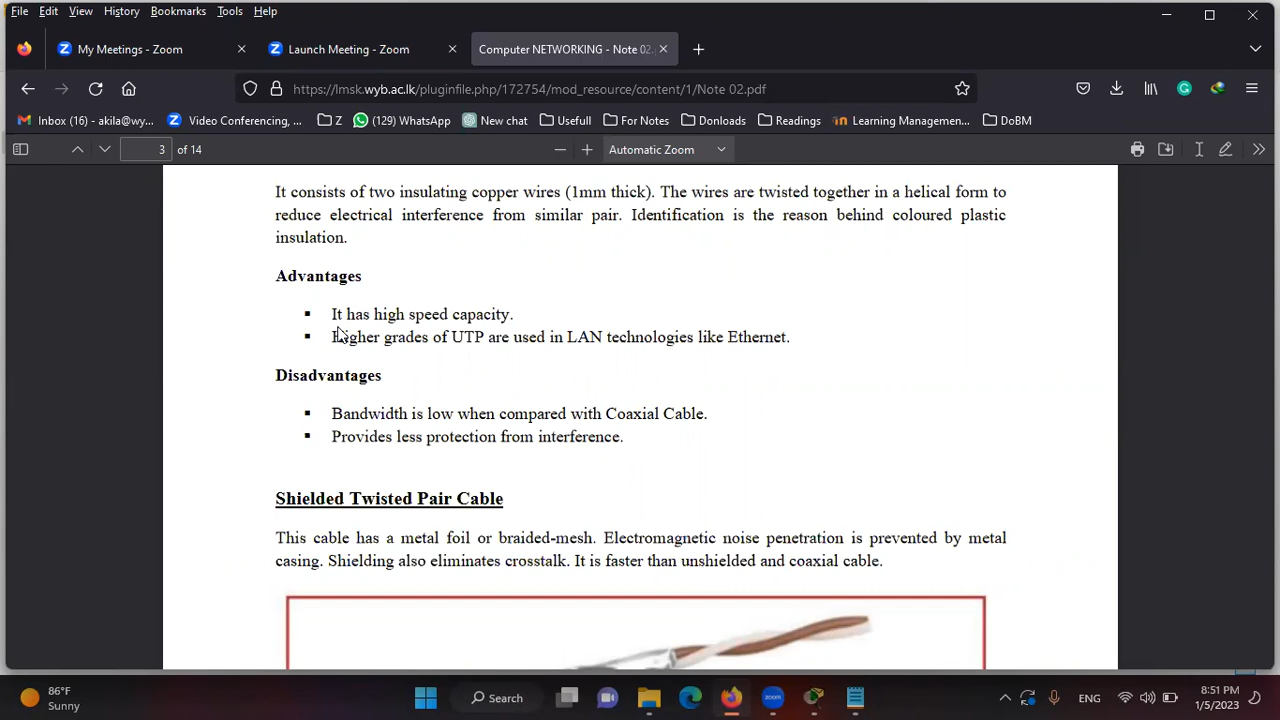 File Edit View History Bookmarks Tools Help
My Meetings - Zoom
Launch Meeting - Zoom
Computer NETWORKING - Note 02.
https://lmsk.wyb.ac.lk/pluginfile.php/172754/mod_resource/content/1/Note 02.pdf
Inbox (16) - akila@wy... Video Conferencing, ... Z (129) WhatsApp New chat Usefull For Notes Donloads Readings Learning Managemen... DoBM
3 of 14 Automatic Zoom
It consists of two insulating copper wires (1mm thick). The wires are twisted together in a helical form to
reduce electrical interference from similar pair. Identification is the reason behind coloured plastic
insulation.
Advantages
▪ It has high speed capacity.
▪ Higher grades of UTP are used in LAN technologies like Ethernet.
Disadvantages
▪ Bandwidth is low when compared with Coaxial Cable.
▪ Provides less protection from interference.
Shielded Twisted Pair Cable
This cable has a metal foil or braided-mesh. Electromagnetic noise penetration is prevented by metal
casing. Shielding also eliminates crosstalk. It is faster than unshielded and coaxial cable.
86°F
Sunny
Search
ENG
8:51 PM
1/5/2023